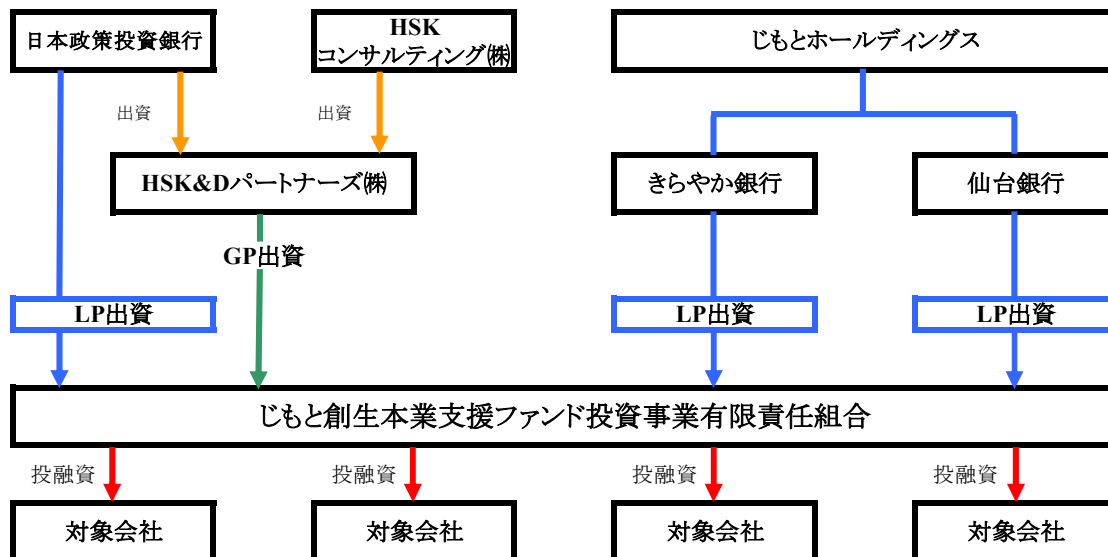 日本政策投資銀行
HSK
コンサルティング㈱
じもとホールディングス
出資
出資
HSK&Dパートナーズ㈱
きらやか銀行
仙台銀行
GP出資
LP出資
LP出資
LP出資
じもと創生本業支援ファンド投資事業有限責任組合
投融資
投融資
投融資
投融資
対象会社
対象会社
対象会社
対象会社